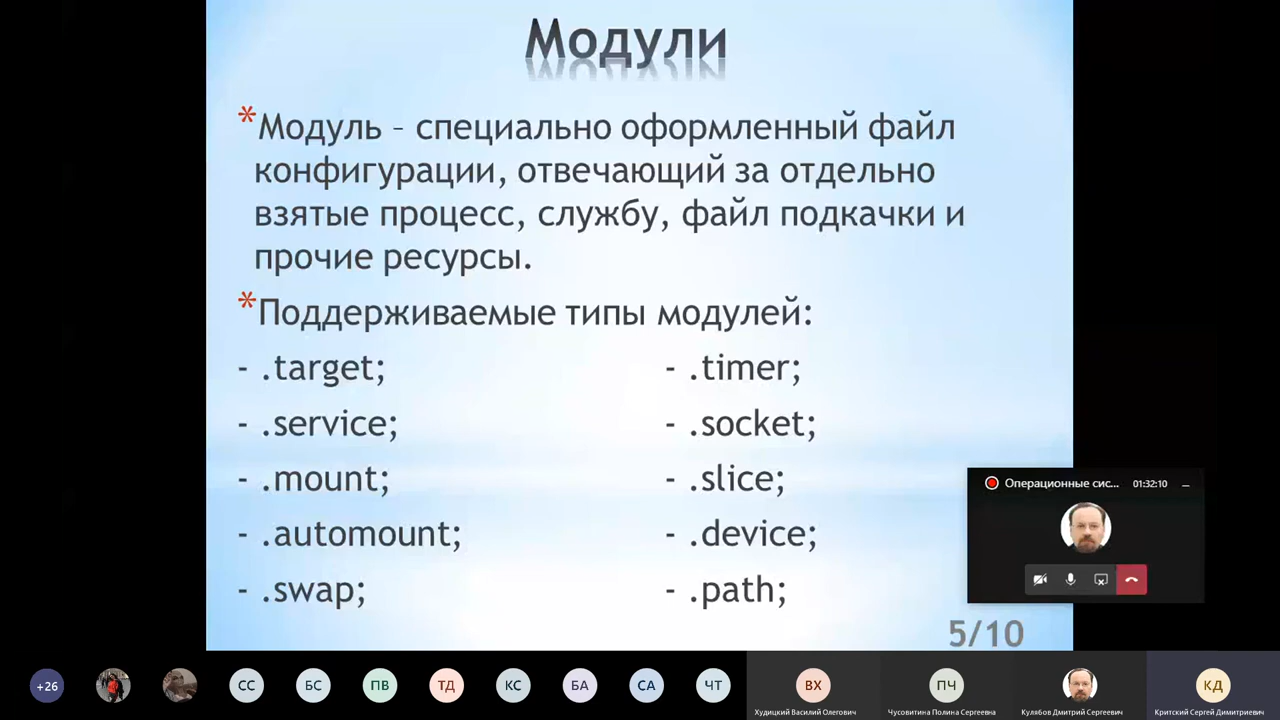 Модули
*Модуль – специально оформленный файл
конфигурации, отвечающий за отдельно
взятые процесс, службу, файл подкачки и
прочие ресурсы.
*Поддерживаемые типы модулей:
- .target;
- .service;
- .mount;
- .automount;
- .swap;
- .timer;
- .socket;
- .slice;
- .device;
- .path;
5/10
Операционные сис... 01:32:10
+26 СС БС ПВ ТД КС БА СА ЧТ ВХ ПЧ КД
Худицкий Василий Олегович Чусовитина Полина Сергеевна Кулябов Дмитрий Сергеевич Критский Сергей Димитриевич